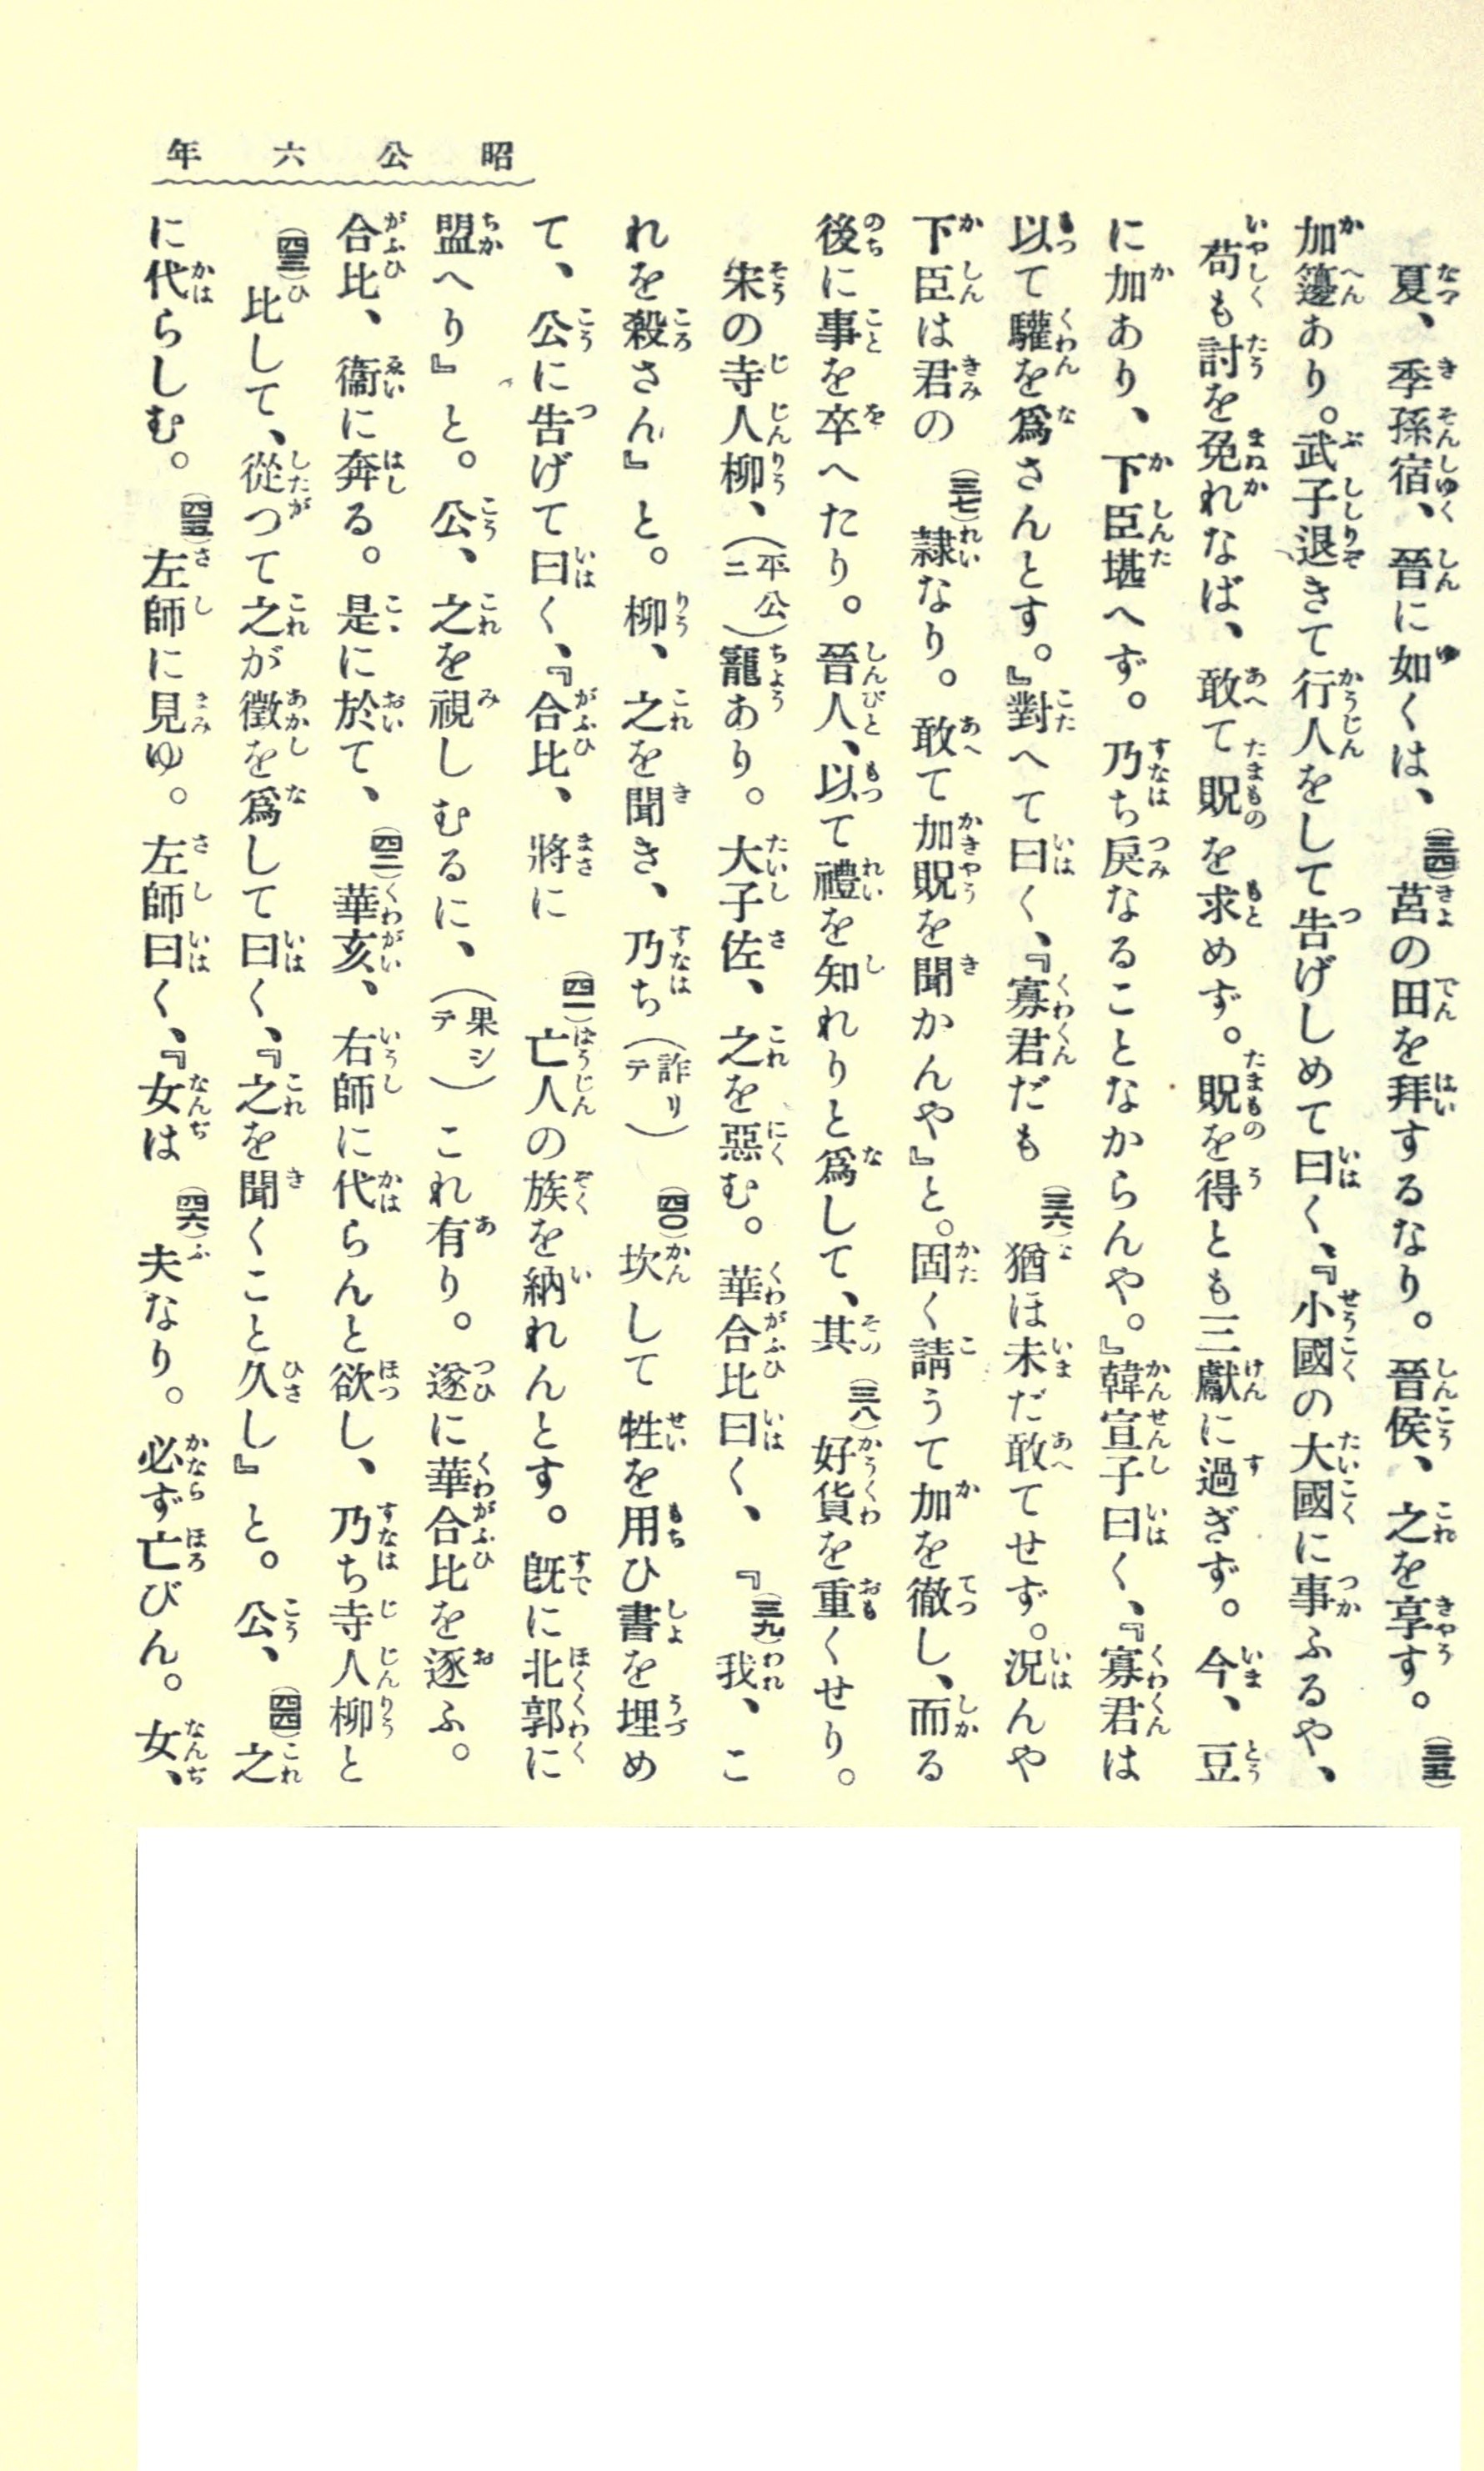 昭公六年
夏、季孫宿、晉に如くは、(三四)莒の田を拜するなり。晉侯、之を享す。(三五)
加籩あり。武子退きて行人をして告げしめて曰く、『小國の大國に事ふるや、
苟も討を免れなば、敢て貺を求めず。貺を得とも三獻に過ぎず。今、豆
に加あり、下臣堪へず。乃ち戾なることなからんや。』韓宣子曰く、『寡君は
以て驩を爲さんとす。』對へて曰く、『寡君だも(三六)猶ほ未だ敢てせず。況んや
下臣は君の(三七)隸なり。敢て加貺を聞かんや』と。固く請うて加を徹し、而る
後に事を卒へたり。晉人、以て禮を知れりと爲して、其(三八)好貨を重くせり。
宋の寺人柳、(平公ニ)寵あり。大子佐、之を惡む。華合比曰く、『(三九)我、こ
れを殺さん』と。柳、之を聞き、乃ち(詐リテ)(四〇)坎して牲を用ひ書を埋め
て、公に告げて曰く、『合比、將に(四一)亡人の族を納れんとす。既に北郭に
盟へり』と。公、之を視しむるに、(果シテ)これ有り。遂に華合比を逐ふ。
合比、衞に奔る。是に於て、(四二)華亥、右師に代らんと欲し、乃ち寺人柳と
(四三)比して、從つて之が徵を爲して曰く、『之を聞くこと久し』と。公、(四四)之
に代らしむ。(四五)左師に見ゆ。左師曰く、『女は(四六)夫なり。必ず亡びん。女、